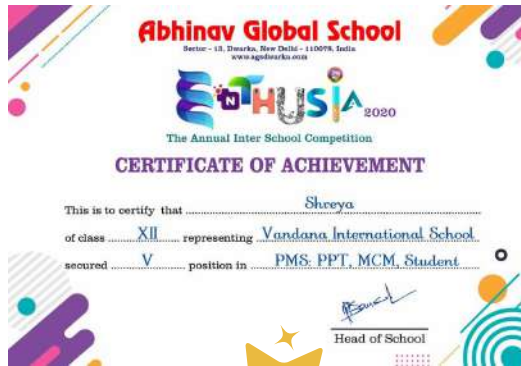 Abhinav Global School
Sector - 13, Dwarka, New Delhi - 110078, India
www.agsdwarka.com
ENTHUSIA 2020
The Annual Inter School Competition
CERTIFICATE OF ACHIEVEMENT
This is to certify that Shreya
of class XII representing Vandana International School
secured V position in PMS: PPT, MCM, Student
Head of School